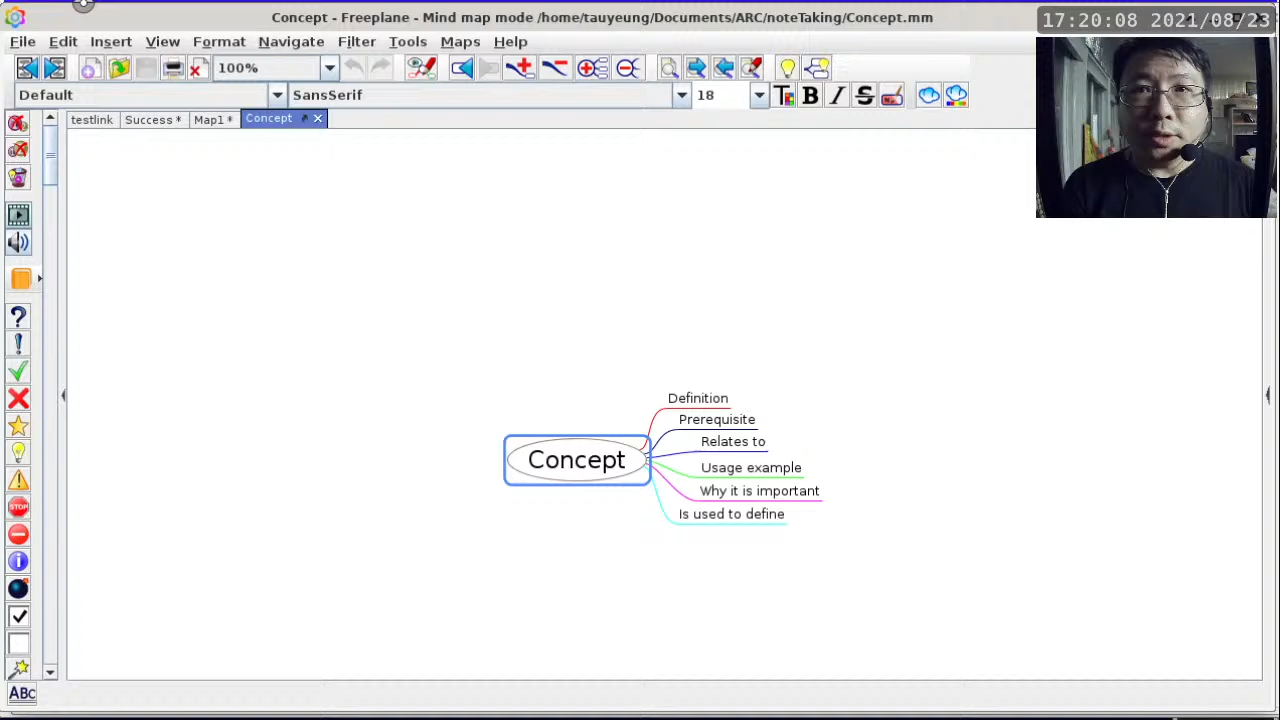 Concept - Freeplane - Mind map mode /home/tauyeung/Documents/ARC/noteTaking/Concept.mm
17:20:08 2021/08/23
File Edit Insert View Format Navigate Filter Tools Maps Help
100%
Default SansSerif 18 T B I S
testlink Success * Map1 * Concept
Definition
Prerequisite
Relates to
Concept
Usage example
Why it is important
Is used to define
STOP
ABc